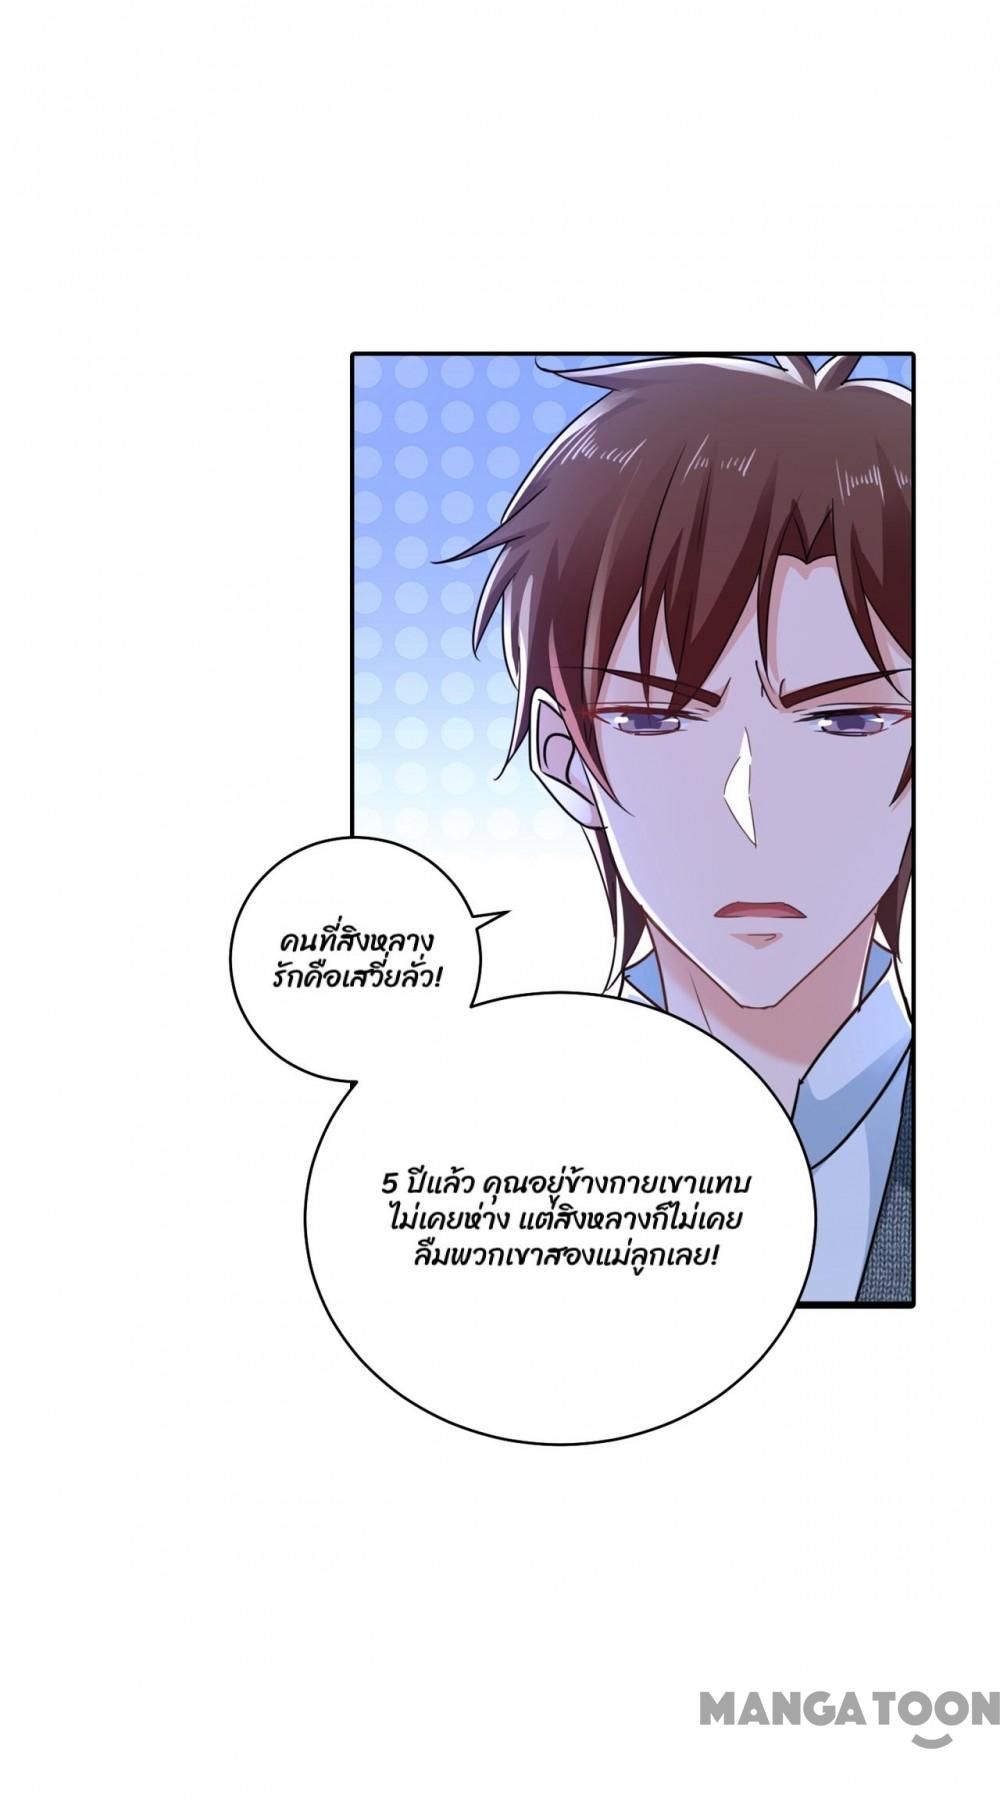 คนที่สิงหลาง
รักคือเสวี่ยลั่ว!
5 ปีแล้ว คุณอยู่ข้างกายเขาแทบ
ไม่เคยห่าง แต่สิงหลางก็ไม่เคย
ลืมพวกเขาสองแม่ลูกเลย!
MANGATOON